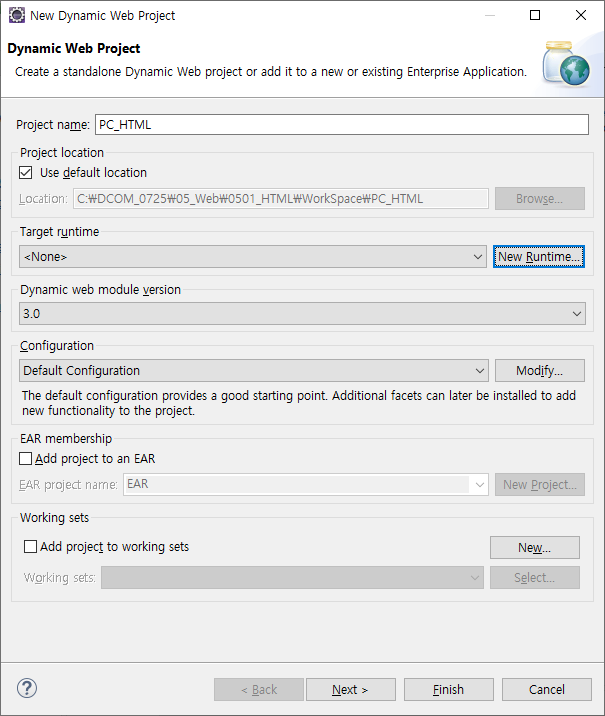 New Dynamic Web Project
Dynamic Web Project
Create a standalone Dynamic Web project or add it to a new or existing Enterprise Application.
Project name: PC_HTML
Project location
Use default location
Location: C:₩DCOM_0725₩05_Web₩0501_HTML₩WorkSpace₩PC_HTML Browse...
Target runtime
<None> New Runtime...
Dynamic web module version
3.0
Configuration
Default Configuration Modify...
The default configuration provides a good starting point. Additional facets can later be installed to add
new functionality to the project.
EAR membership
Add project to an EAR
EAR project name: EAR New Project...
Working sets
Add project to working sets New...
Working sets: Select...
? < Back Next > Finish Cancel